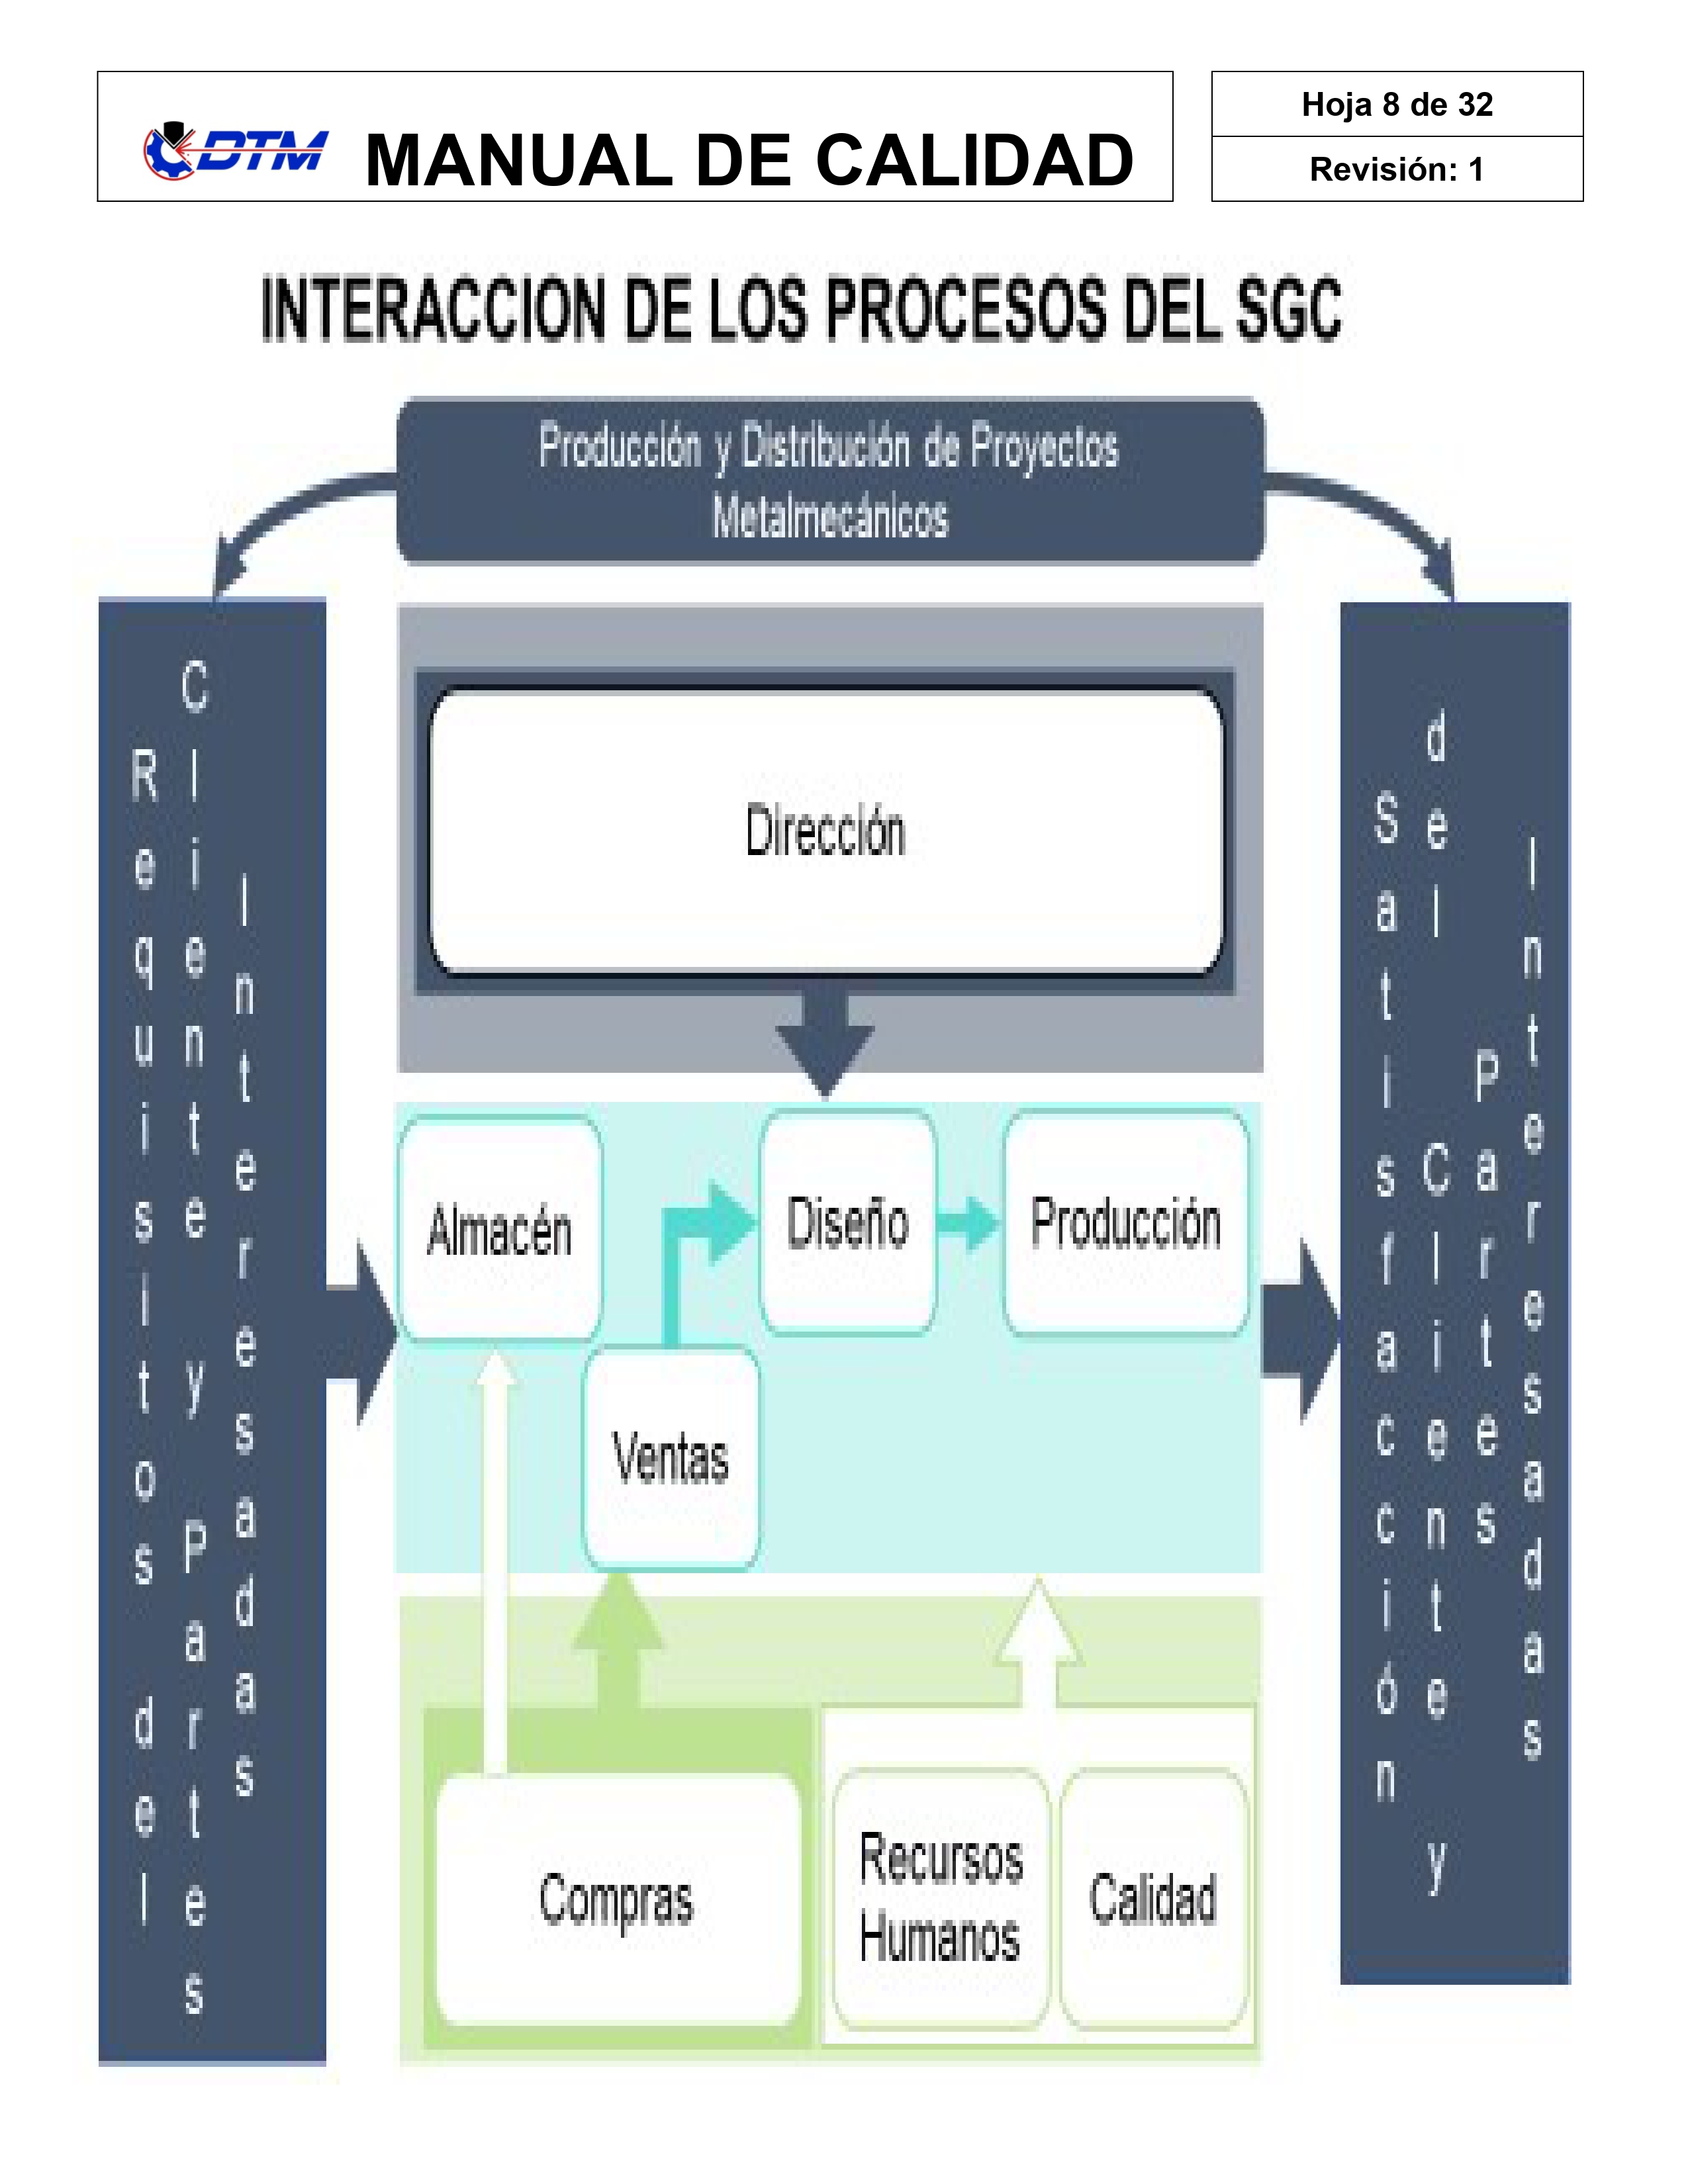 DTM
MANUAL DE CALIDAD
Hoja 8 de 32
Revisión: 1
INTERACCION DE LOS PROCESOS DEL SGC
Producción y Distribución de Proyectos
Metalmecánicos
Requisitos del
Cliente y Partes
Interesadas
Dirección
Almacén
Diseño
Producción
Ventas
Compras
Recursos
Humanos
Calidad
Satisfacción
del Cliente y
Partes
Interesadas